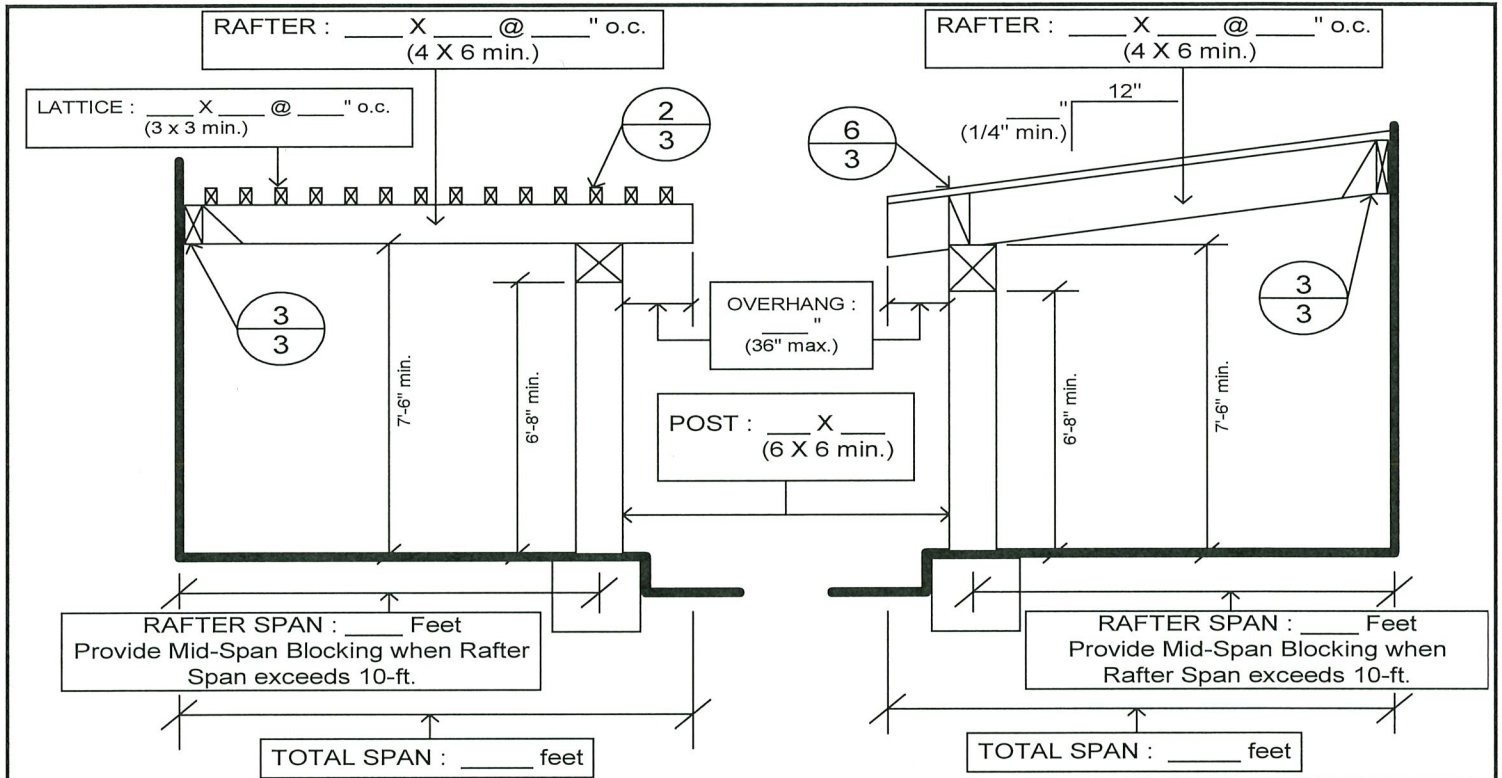 RAFTER : ____ X ____ @ ____" o.c.
(4 X 6 min.)
LATTICE : ____ X ____ @ ____" o.c.
(3 x 3 min.)
2
3
3
3
7'-6" min.
6'-8" min.
RAFTER : ____ X ____ @ ____" o.c.
(4 X 6 min.)
12"
____"
(1/4" min.)
6
3
3
3
OVERHANG :
____ "
(36" max.)
POST : ____ X ____
(6 X 6 min.)
6'-8" min.
7'-6" min.
RAFTER SPAN : ____ Feet
Provide Mid-Span Blocking when Rafter
Span exceeds 10-ft.
TOTAL SPAN : _____ feet
RAFTER SPAN : ____ Feet
Provide Mid-Span Blocking when
Rafter Span exceeds 10-ft.
TOTAL SPAN : _____ feet